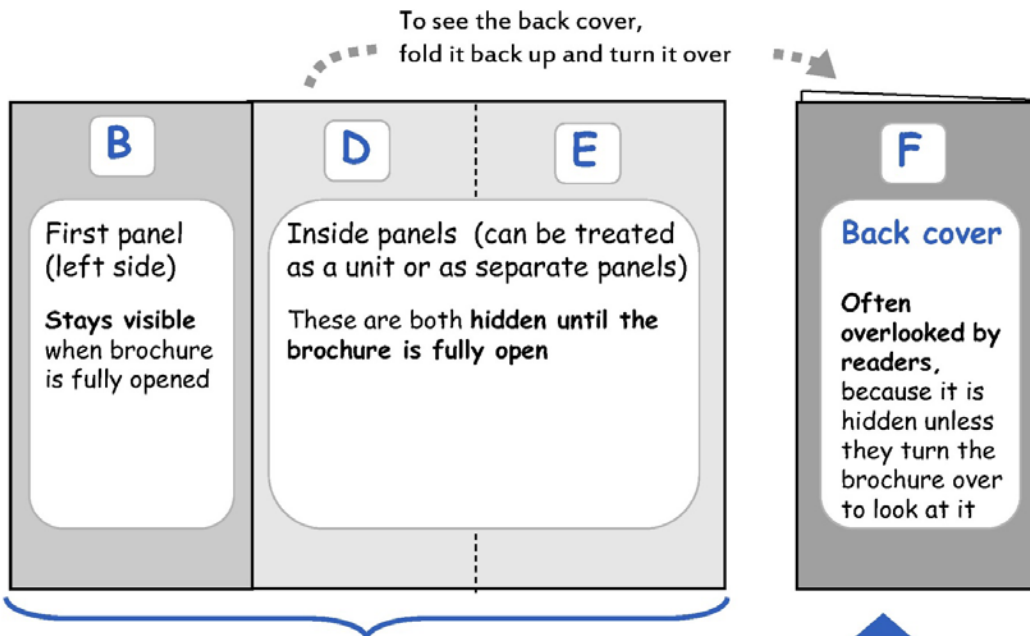 To see the back cover,
fold it back up and turn it over
B
First panel
(left side)
Stays visible
when brochure
is fully opened
D
E
Inside panels (can be treated
as a unit or as separate panels)
These are both hidden until the
brochure is fully open
F
Back cover
Often
overlooked by
readers,
because it is
hidden unless
they turn the
brochure over
to look at it